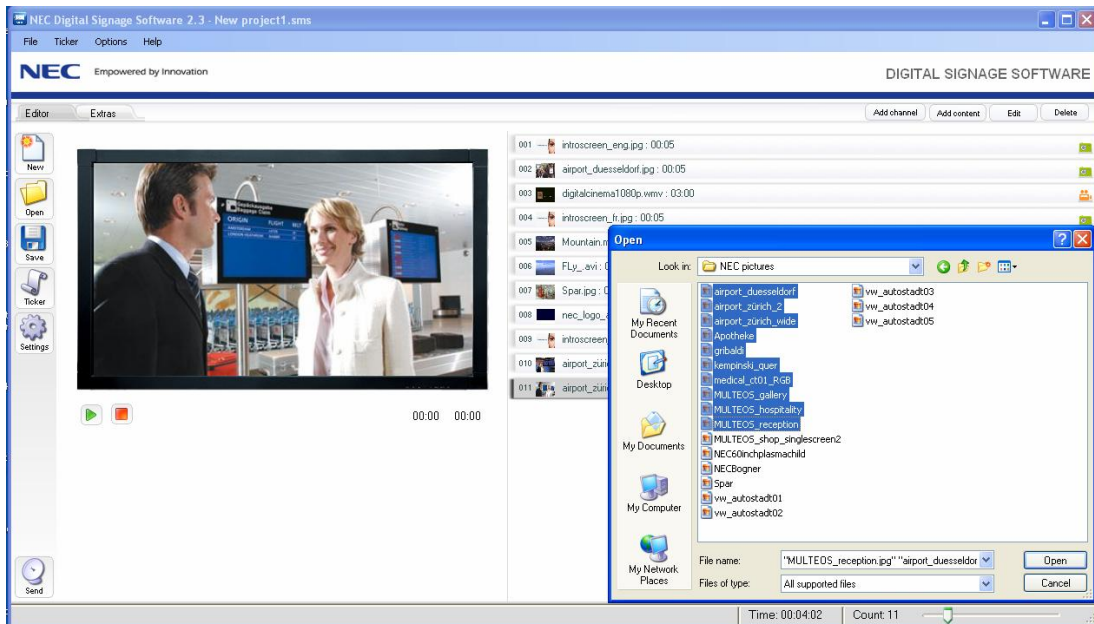 NEC Digital Signage Software 2.3 - New project1.sms
File Ticker Options Help
NEC Empowered by Innovation
DIGITAL SIGNAGE SOFTWARE
Editor Extras
Add channel Add content Edit Delete
New
Open
Save
Ticker
Settings
Send
ORIGIN FLIGHT
00:00 00:00
001 introscreen_eng.jpg : 00:05
002 airport_duesseldorf.jpg : 00:05
003 digitalcinema1080p.wmv : 03:00
004 introscreen_fr.jpg : 00:05
005 Mountain.m
006 FLy_.avi : 0
007 Spar.jpg : 0
008 nec_logo_a
009 introscreen
010 airport_züri
011 airport_züri
Open
Look in: NEC pictures
My Recent Documents
Desktop
My Documents
My Computer
My Network Places
airport_duesseldorf
airport_zürich_2
airport_zürich_wide
Apotheke
gribaldi
kempinski_quer
medical_ct01_RGB
MULTEOS_gallery
MULTEOS_hospitality
MULTEOS_reception
MULTEOS_shop_singlescreen2
NEC60inchplasmachild
NECBogner
Spar
vw_autostadt01
vw_autostadt02
vw_autostadt03
vw_autostadt04
vw_autostadt05
File name: "MULTEOS_reception.jpg" "airport_duesseldor
Open
Files of type: All supported files
Cancel
Time: 00:04:02 Count: 11